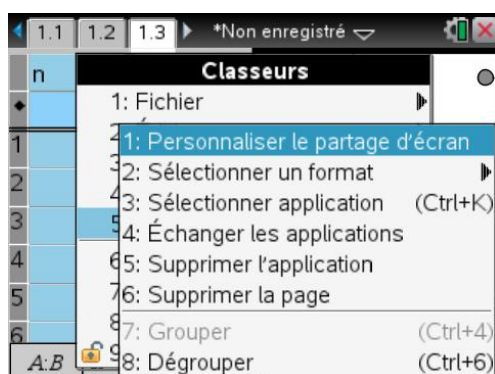 1.1 1.2 1.3 *Non enregistré
n
Classeurs
1: Fichier
1: Personnaliser le partage d'écran
2: Sélectionner un format
3: Sélectionner application (Ctrl+K)
4: Échanger les applications
5: Supprimer l'application
6: Supprimer la page
7: Grouper (Ctrl+4)
8: Dégrouper (Ctrl+6)
1
2
3
4
5
6
A:B